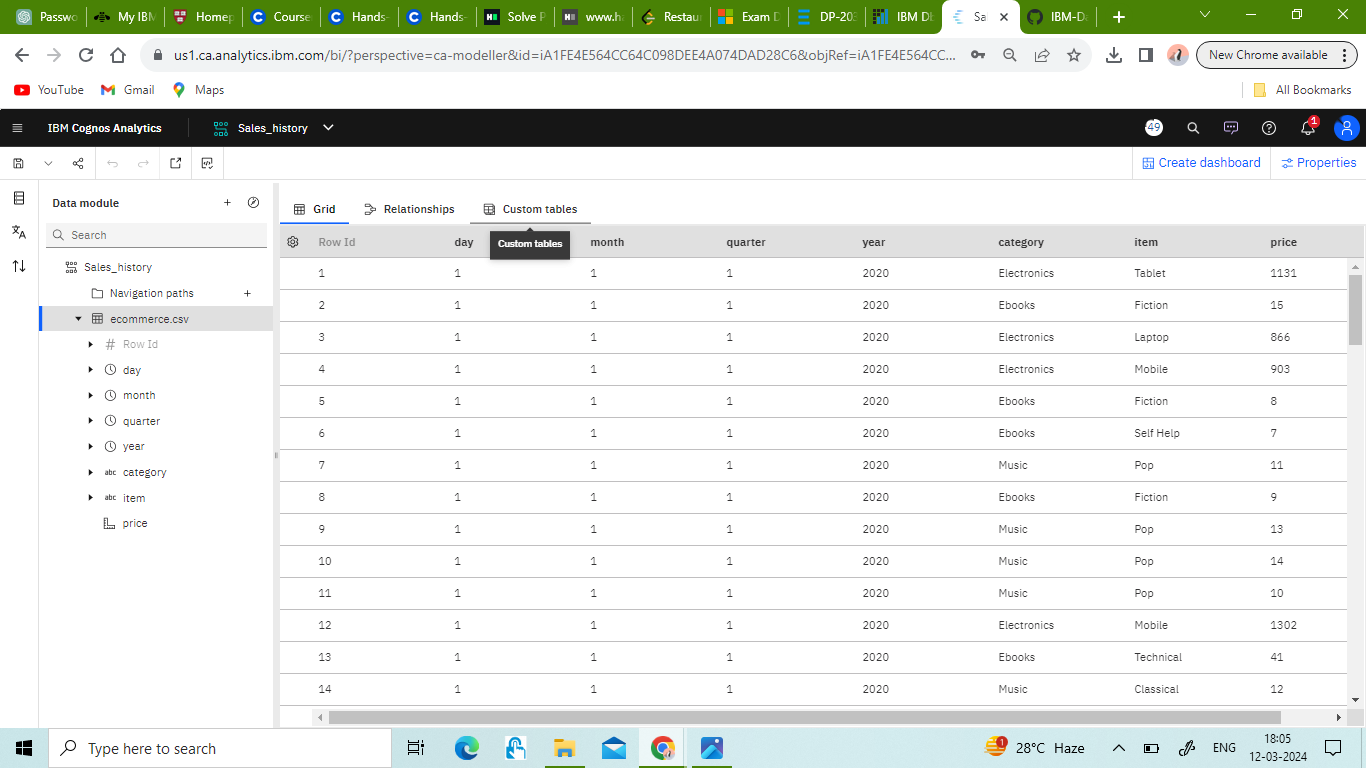 Passwo
My IBM
Homep
Course
Hands-
Hands-
Solve P
www.ha
Restau
Exam D
DP-203
IBM Db
Sa
IBM-Da
us1.ca.analytics.ibm.com/bi/?perspective=ca-modeller&id=iA1FE4E564CC64C098DEE4A074DAD28C6&objRef=iA1FE4E564CC...
New Chrome available
YouTube
Gmail
Maps
All Bookmarks
IBM Cognos Analytics
Sales_history
49
1
Create dashboard
Properties
Data module
Search
Sales_history
Navigation paths
ecommerce.csv
# Row Id
day
month
quarter
year
abc category
abc item
price
Grid
Relationships
Custom tables
Custom tables
Row Id day month quarter year category item price
1 1 1 1 2020 Electronics Tablet 1131
2 1 1 1 2020 Ebooks Fiction 15
3 1 1 1 2020 Electronics Laptop 866
4 1 1 1 2020 Electronics Mobile 903
5 1 1 1 2020 Ebooks Fiction 8
6 1 1 1 2020 Ebooks Self Help 7
7 1 1 1 2020 Music Pop 11
8 1 1 1 2020 Ebooks Fiction 9
9 1 1 1 2020 Music Pop 13
10 1 1 1 2020 Music Pop 14
11 1 1 1 2020 Music Pop 10
12 1 1 1 2020 Electronics Mobile 1302
13 1 1 1 2020 Ebooks Technical 41
14 1 1 1 2020 Music Classical 12
Type here to search
1
28°C Haze
ENG
18:05
12-03-2024